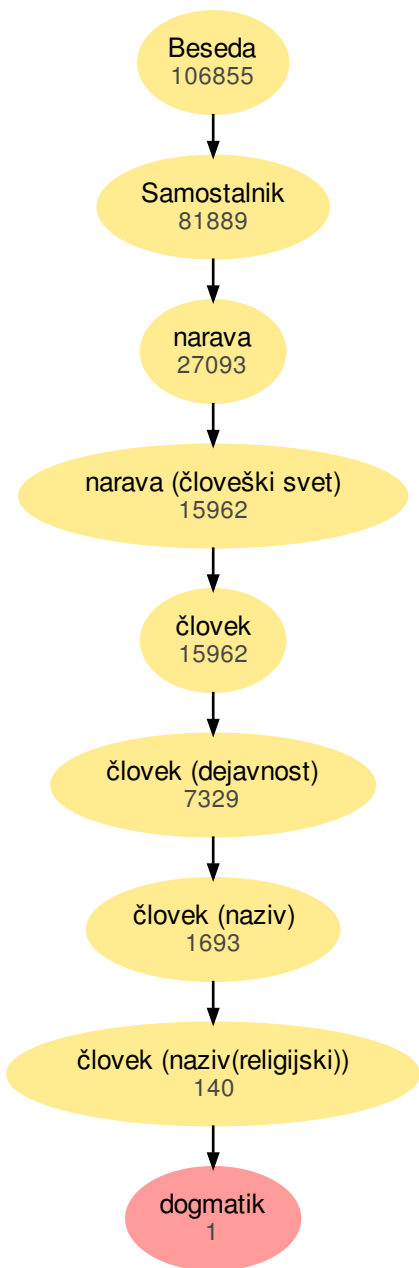 Beseda
106855
Samostalnik
81889
narava
27093
narava (človeški svet)
15962
človek
15962
človek (dejavnost)
7329
človek (naziv)
1693
človek (naziv(religijski))
140
dogmatik
1